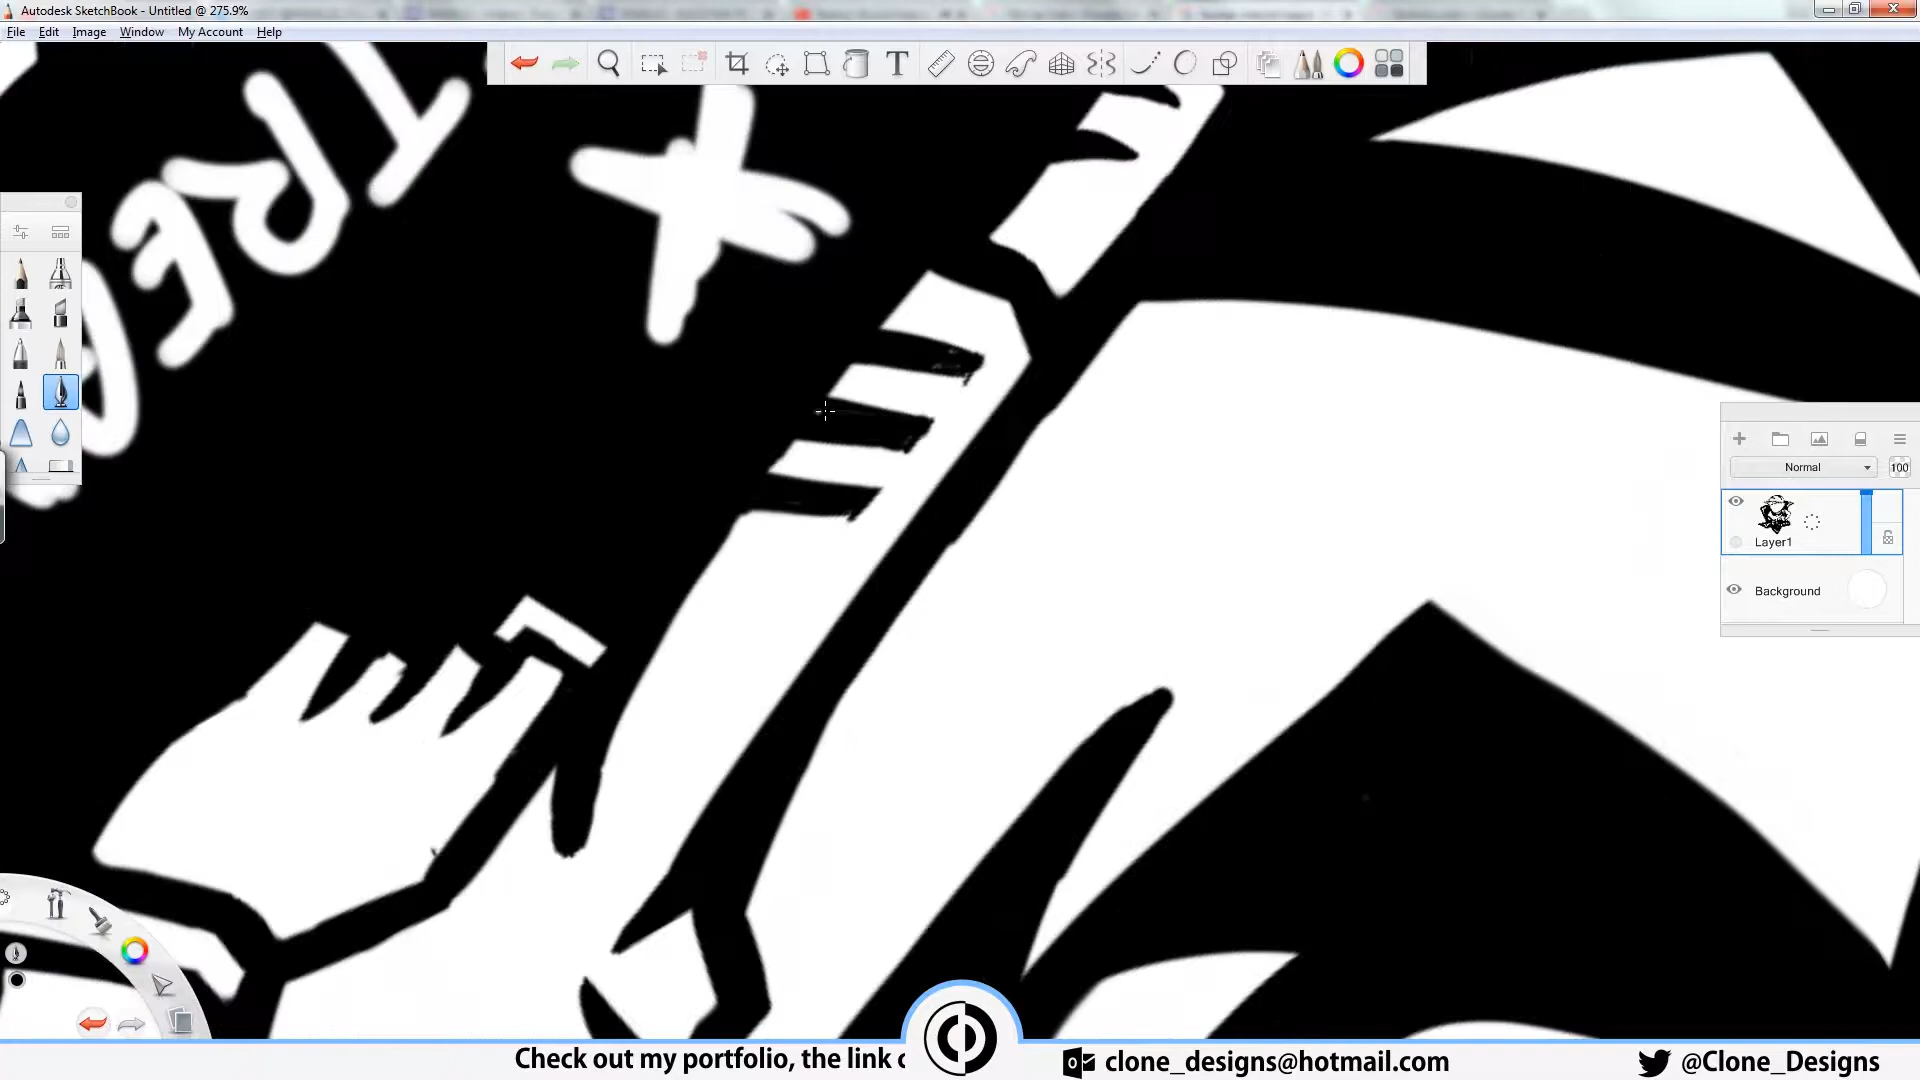 Autodesk SketchBook - Untitled @ 275.9%
File Edit Image Window My Account Help
T
TREA
Normal 100
Layer1
Background
Check out my portfolio, the link
clone_designs@hotmail.com
@Clone_Designs